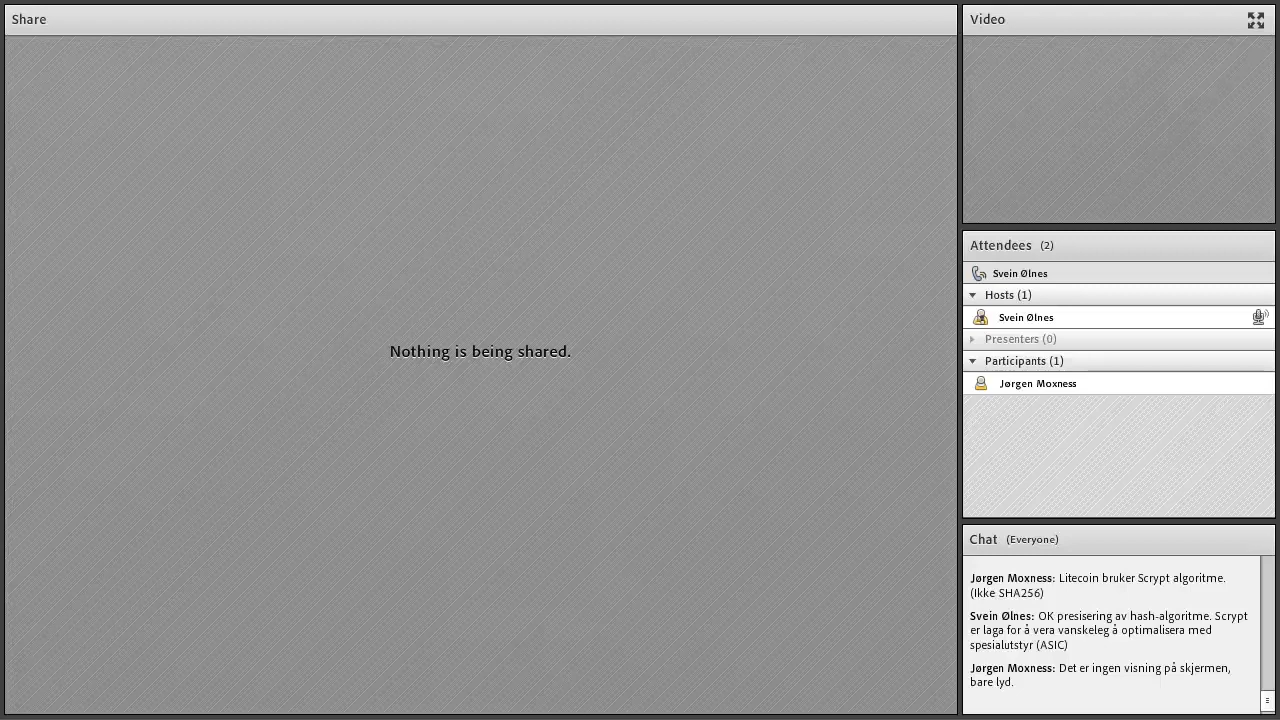 Share
Nothing is being shared.
Video
Attendees (2)
Svein Ølnes
Hosts (1)
Svein Ølnes
Presenters (0)
Participants (1)
Jørgen Moxness
Chat (Everyone)
Jørgen Moxness: Litecoin bruker Scrypt algoritme.
(Ikke SHA256)
Svein Ølnes: OK presisering av hash-algoritme. Scrypt
er laga for å vera vanskeleg å optimalisera med
spesialutstyr (ASIC)
Jørgen Moxness: Det er ingen visning på skjermen,
bare lyd.